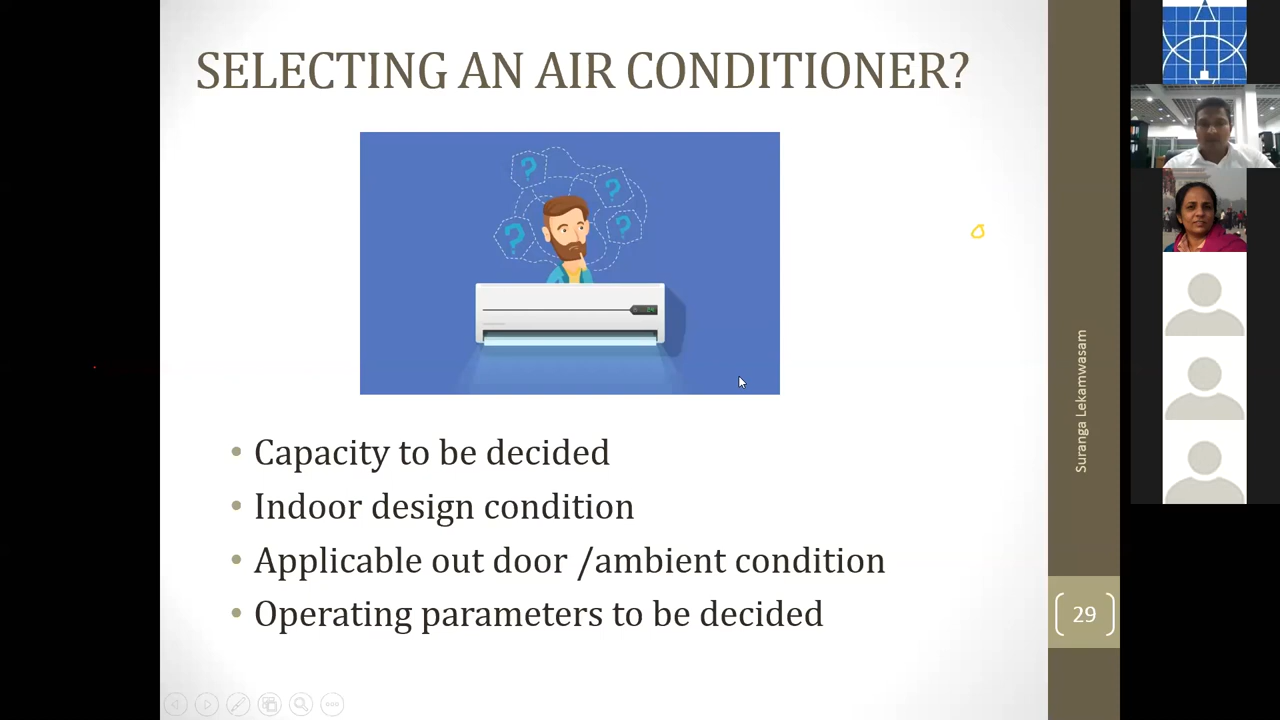 SELECTING AN AIR CONDITIONER?
? ? ? ?
24
• Capacity to be decided
• Indoor design condition
• Applicable out door /ambient condition
• Operating parameters to be decided
Suranga Lekamwasam
29